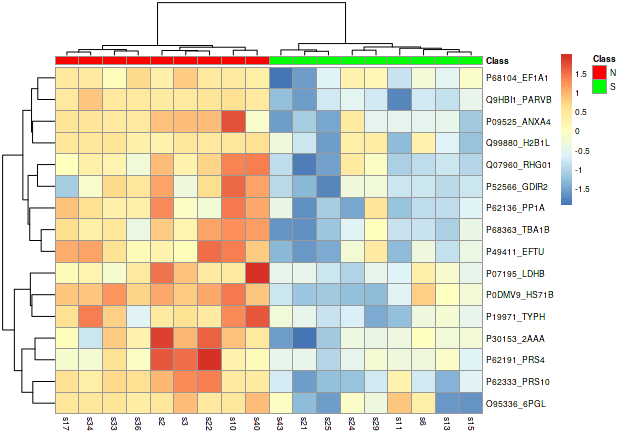 Class
P68104_EF1A1
Q9HBI1_PARVB
P09525_ANXA4
Q99880_H2B1L
Q07960_RHG01
P52566_GDIR2
P62136_PP1A
P68363_TBA1B
P49411_EFTU
P07195_LDHB
P0DMV9_HS71B
P19971_TYPH
P30153_2AAA
P62191_PRS4
P62333_PRS10
O95336_6PGL
s17 s34 s33 s36 s2 s3 s22 s10 s40 s43 s21 s25 s24 s29 s11 s6 s13 s15
1.5
1
0.5
0
-0.5
-1
-1.5
Class
N
S